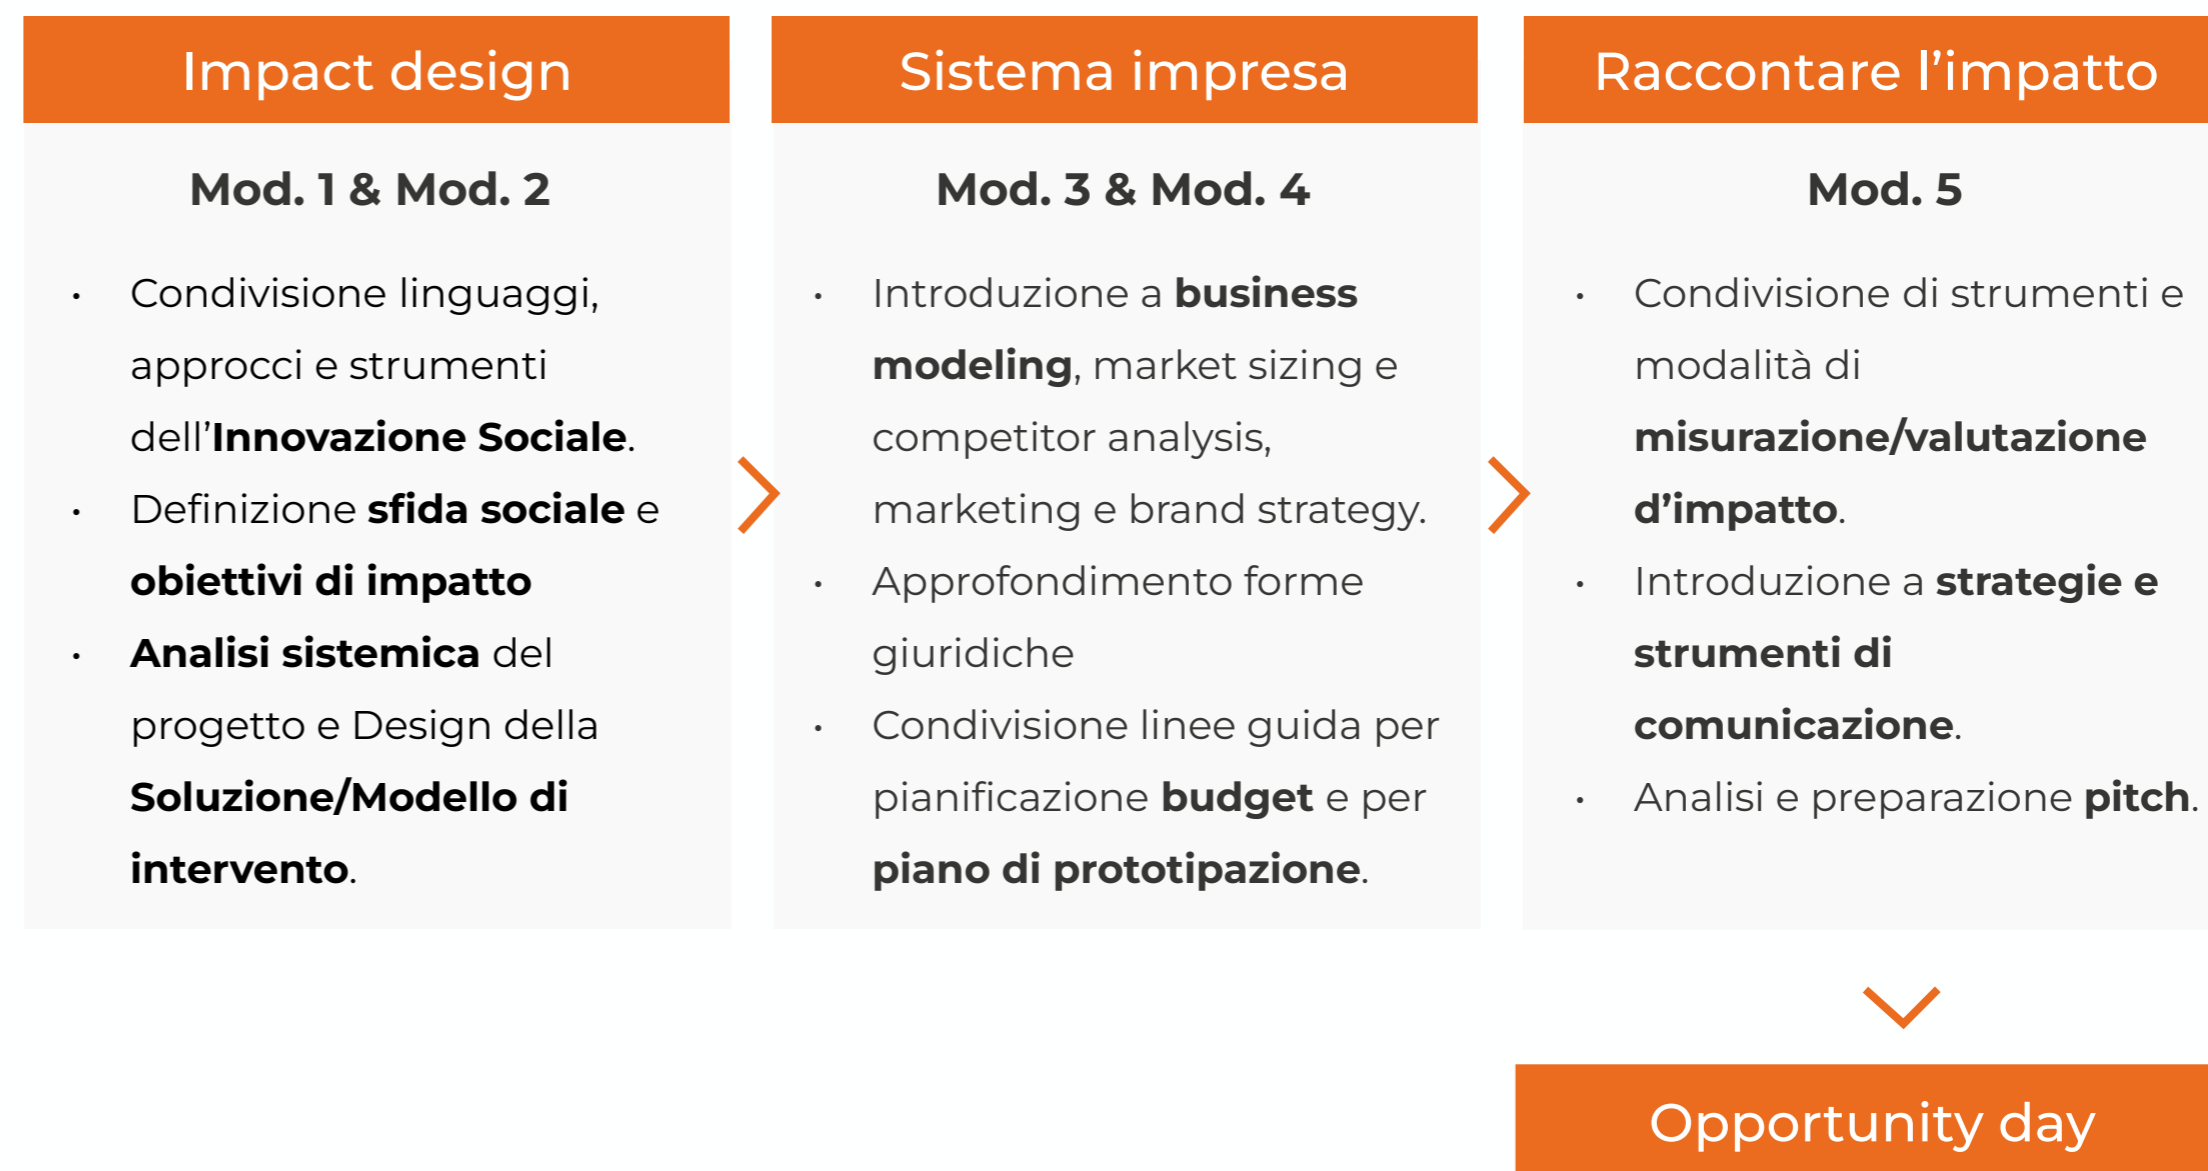 Impact design
Mod. 1 & Mod. 2
• Condivisione linguaggi,
approcci e strumenti
dell’Innovazione Sociale.
• Definizione sfida sociale e
obiettivi di impatto
• Analisi sistemica del
progetto e Design della
Soluzione/Modello di
intervento.
Sistema impresa
Mod. 3 & Mod. 4
• Introduzione a business
modeling, market sizing e
competitor analysis,
marketing e brand strategy.
• Approfondimento forme
giuridiche
• Condivisione linee guida per
pianificazione budget e per
piano di prototipazione.
Raccontare l’impatto
Mod. 5
• Condivisione di strumenti e
modalità di
misurazione/valutazione
d’impatto.
• Introduzione a strategie e
strumenti di
comunicazione.
• Analisi e preparazione pitch.
Opportunity day